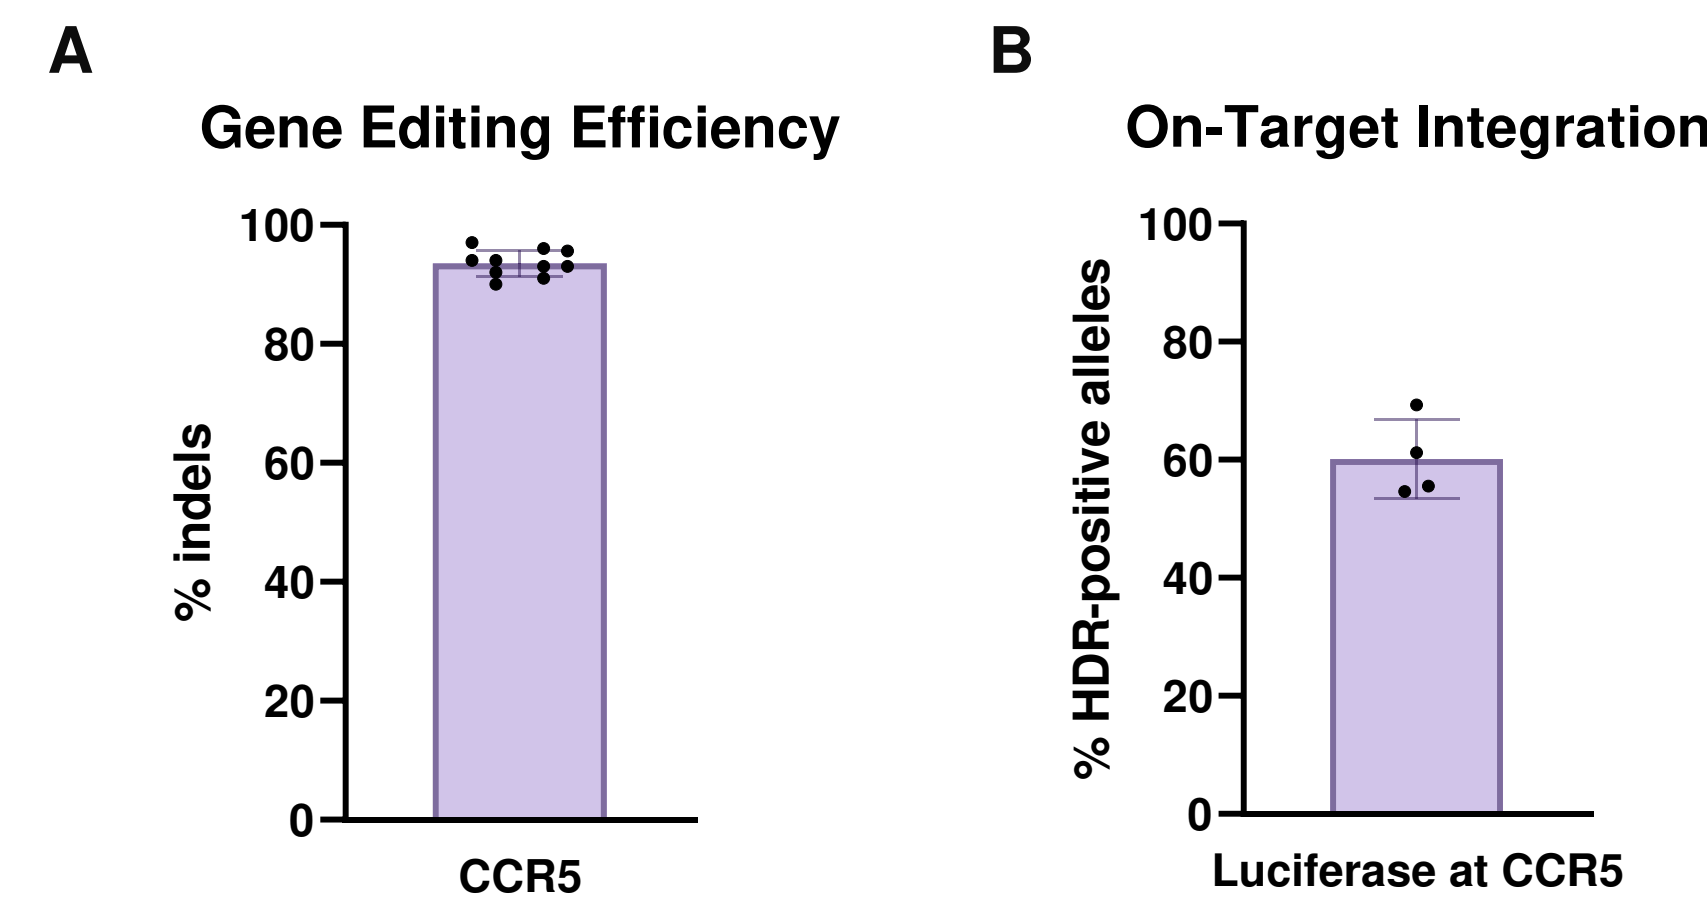 A
Gene Editing Efficiency
% indels
100
80
60
40
20
0
CCR5
B
On-Target Integration
% HDR-positive alleles
100
80
60
40
20
0
Luciferase at CCR5